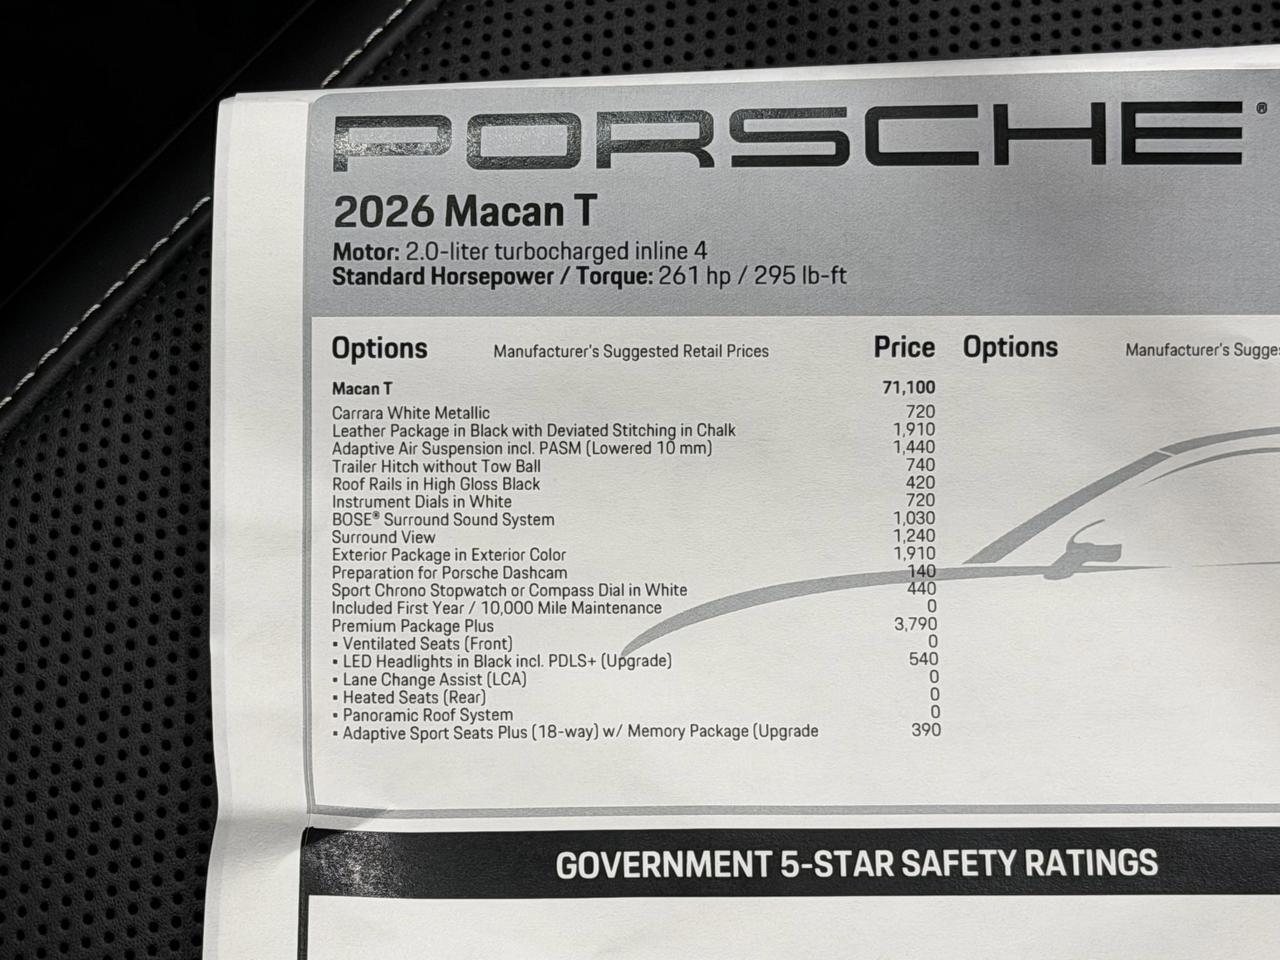 PORSCHE®
2026 Macan T
Motor: 2.0-liter turbocharged inline 4
Standard Horsepower / Torque: 261 hp / 295 lb-ft
Options Manufacturer's Suggested Retail Prices Price Options Manufacturer's
Macan T 71,100
Carrara White Metallic 720
Leather Package in Black with Deviated Stitching in Chalk 1,910
Adaptive Air Suspension incl. PASM (Lowered 10 mm) 1,440
Trailer Hitch without Tow Ball 740
Roof Rails in High Gloss Black 420
Instrument Dials in White 720
BOSE® Surround Sound System 1,030
Surround View 1,240
Exterior Package in Exterior Color 1,910
Preparation for Porsche Dashcam 140
Sport Chrono Stopwatch or Compass Dial in White 440
Included First Year / 10,000 Mile Maintenance 0
Premium Package Plus 3,790
• Ventilated Seats (Front) 0
• LED Headlights in Black incl. PDLS+ (Upgrade) 540
• Lane Change Assist (LCA) 0
• Heated Seats (Rear) 0
• Panoramic Roof System 0
• Adaptive Sport Seats Plus (18-way) w/ Memory Package (Upgrade 390
GOVERNMENT 5-STAR SAFETY RATINGS